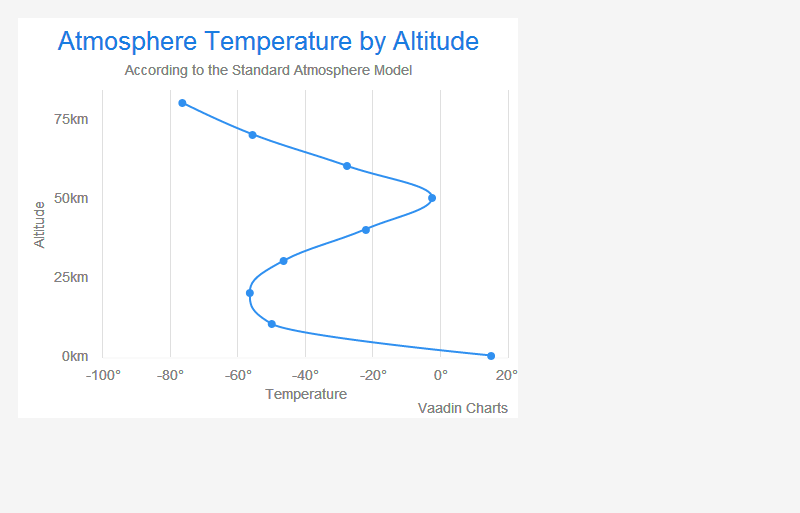 Atmosphere Temperature by Altitude
According to the Standard Atmosphere Model
75km
50km
Altitude
25km
0km
-100° -80° -60° -40° -20° 0° 20°
Temperature
Vaadin Charts